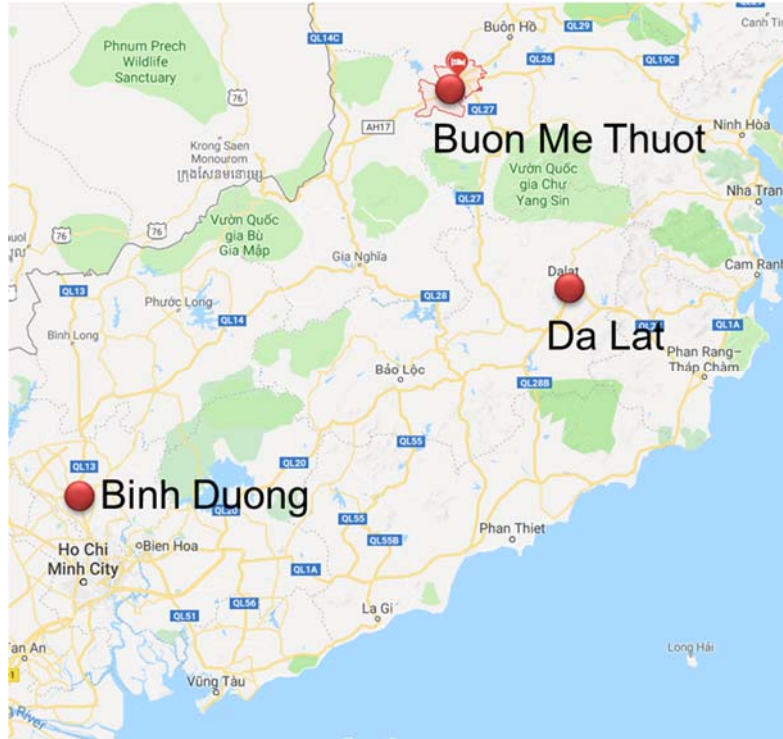 Buôn Hồ
QL29
QL14C
QL26
QL19C
Phnum Prech
Wildlife
Sanctuary
76
AH17
QL27
Buon Me Thuot
Ninh Hòa
Krong Saen
Monourom
QL27
Vườn Quốc
gia Chư
Yang Sin
Nha Tran
76
76
Vườn Quốc
gia Bù
Gia Mập
Gia Nghĩa
Dalat
Cam Ranh
QL13
Phước Long
QL28
QL14
Da Lat
QL1A
Bình Long
Phan Rang–
Tháp Chàm
Bảo Lộc
QL28B
QL55
QL13
QL20
Binh Duong
QL20
QL55
Phan Thiet
Ho Chi
Minh City
Bien Hoa
QL55B
QL1A
QL56
QL51
La Gi
Long Hải
Vũng Tàu
River